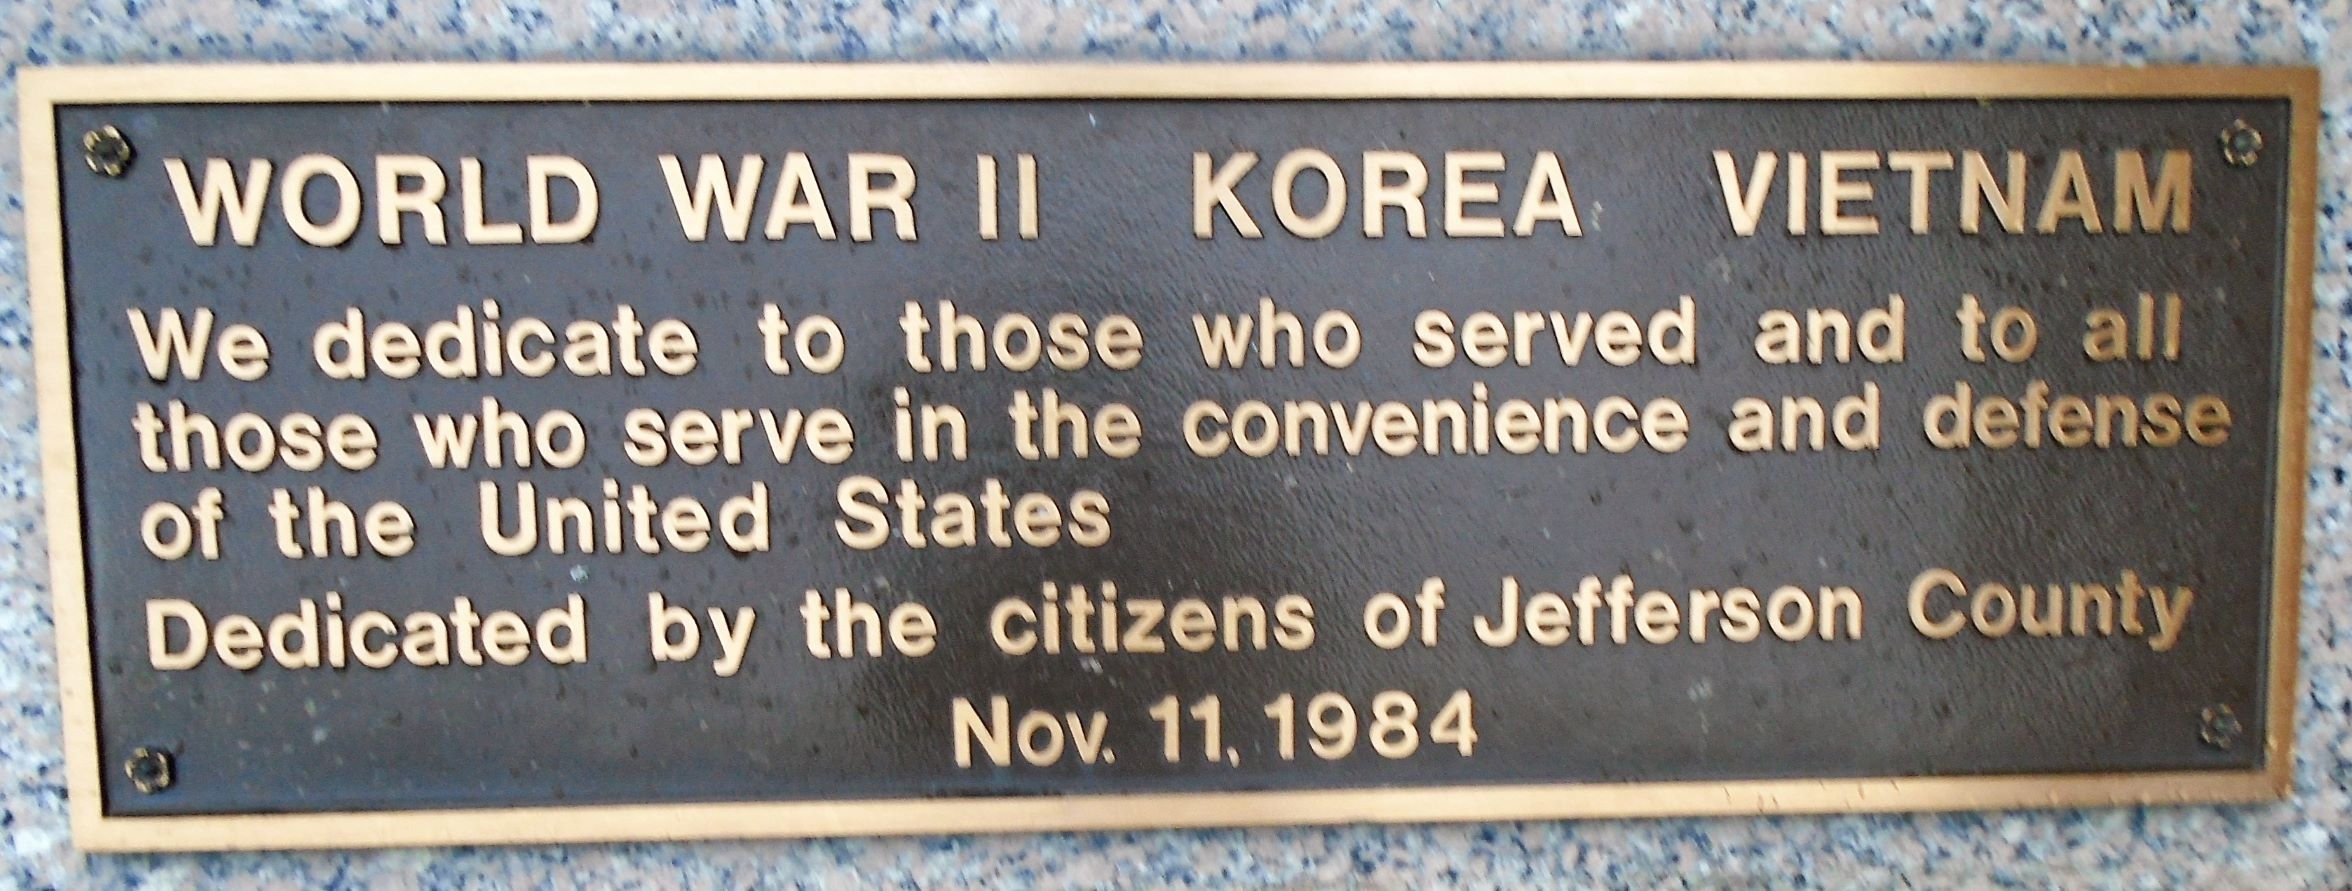 WORLD WAR II KOREA VIETNAM
We dedicate to those who served and to all
those who serve in the convenience and defense
of the United States
Dedicated by the citizens of Jefferson County
Nov. 11, 1984